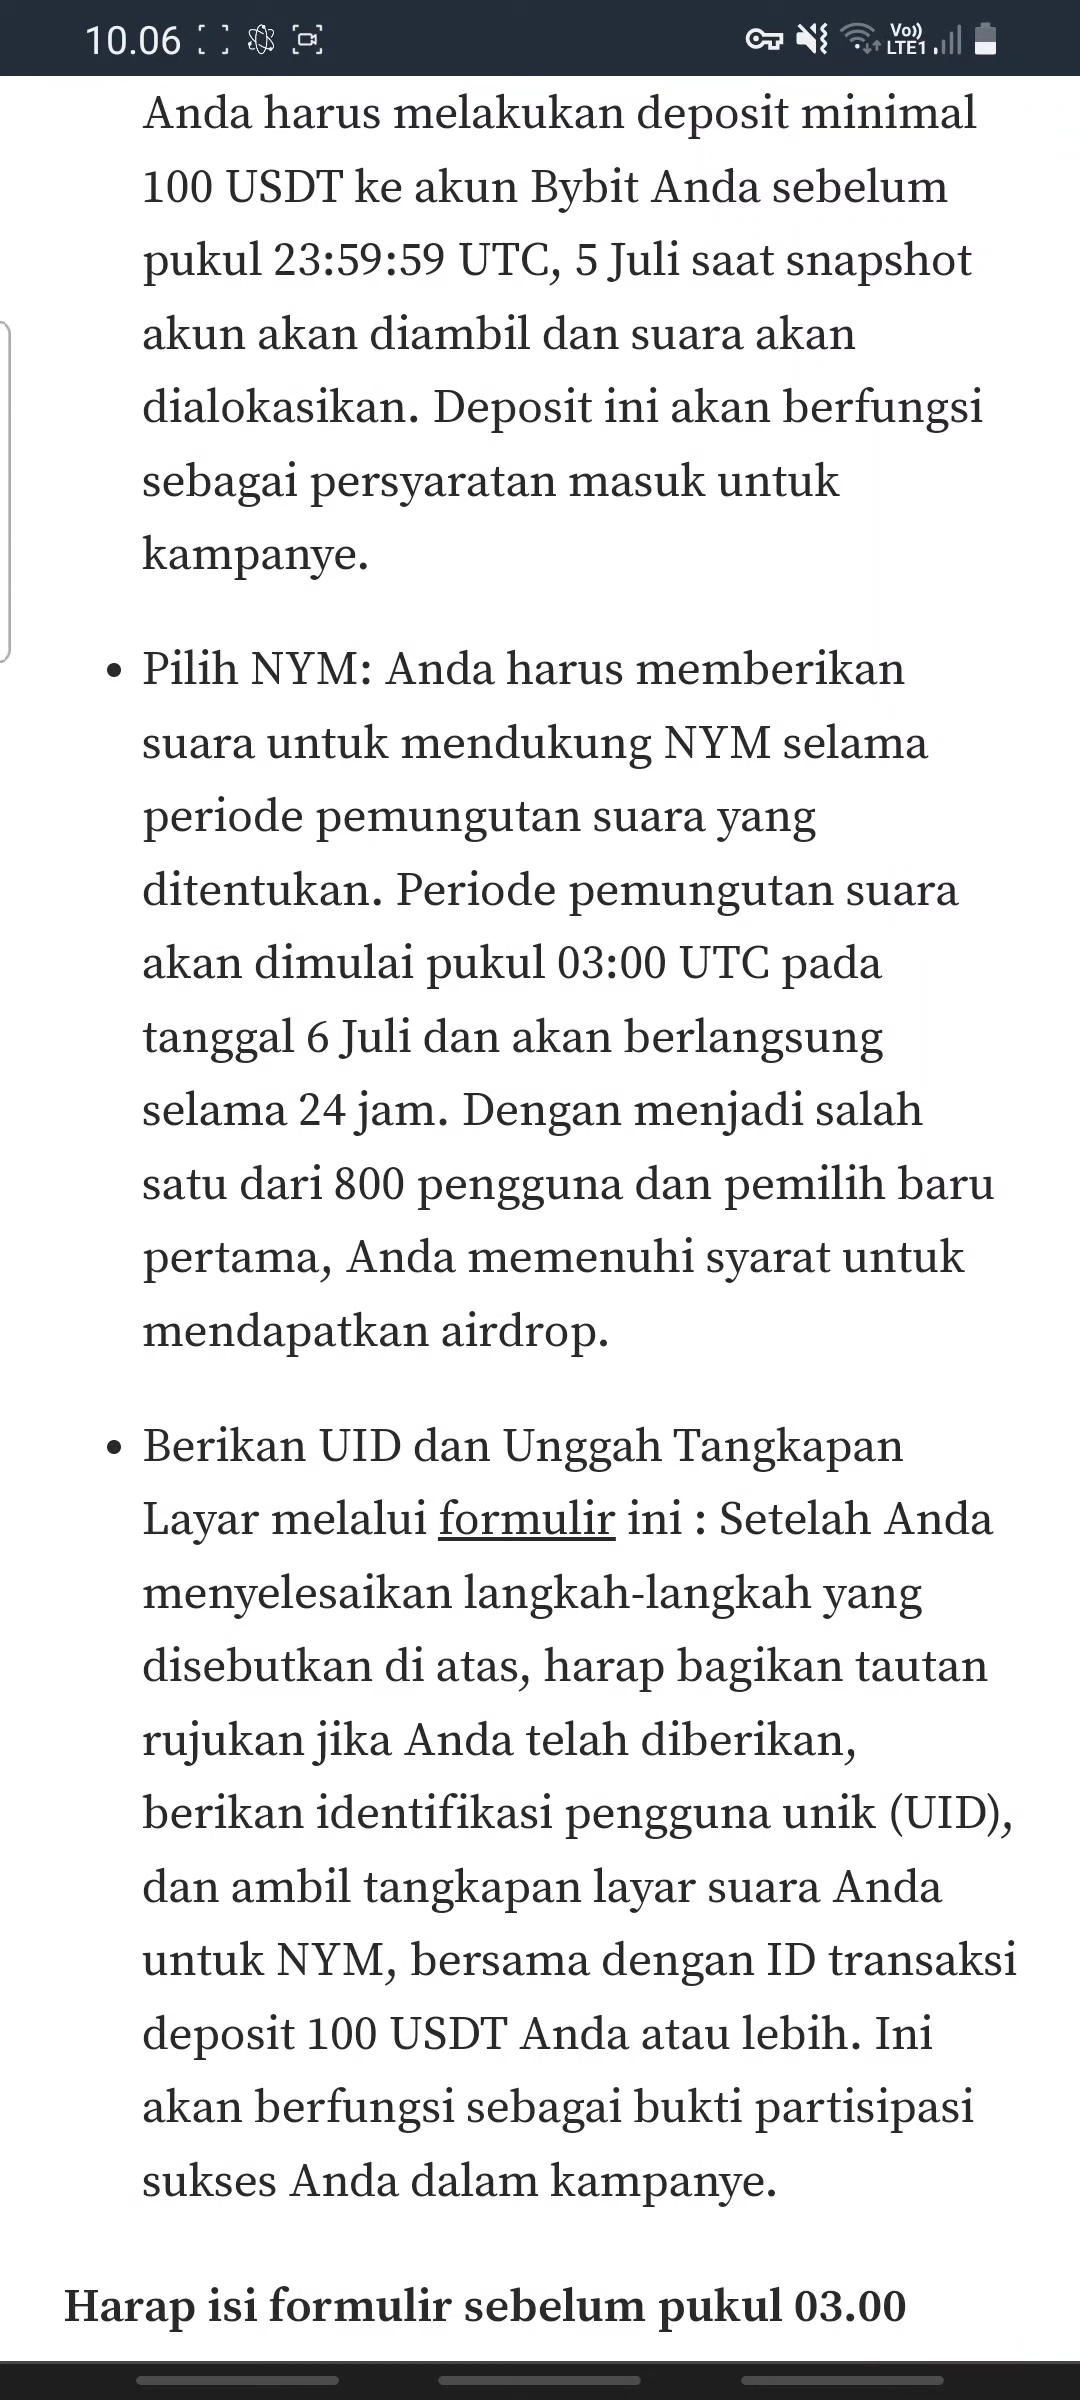 10.06
Vo))
LTE1
Anda harus melakukan deposit minimal
100 USDT ke akun Bybit Anda sebelum
pukul 23:59:59 UTC, 5 Juli saat snapshot
akun akan diambil dan suara akan
dialokasikan. Deposit ini akan berfungsi
sebagai persyaratan masuk untuk
kampanye.
• Pilih NYM: Anda harus memberikan
suara untuk mendukung NYM selama
periode pemungutan suara yang
ditentukan. Periode pemungutan suara
akan dimulai pukul 03:00 UTC pada
tanggal 6 Juli dan akan berlangsung
selama 24 jam. Dengan menjadi salah
satu dari 800 pengguna dan pemilih baru
pertama, Anda memenuhi syarat untuk
mendapatkan airdrop.
• Berikan UID dan Unggah Tangkapan
Layar melalui formulir ini : Setelah Anda
menyelesaikan langkah-langkah yang
disebutkan di atas, harap bagikan tautan
rujukan jika Anda telah diberikan,
berikan identifikasi pengguna unik (UID),
dan ambil tangkapan layar suara Anda
untuk NYM, bersama dengan ID transaksi
deposit 100 USDT Anda atau lebih. Ini
akan berfungsi sebagai bukti partisipasi
sukses Anda dalam kampanye.
Harap isi formulir sebelum pukul 03.00